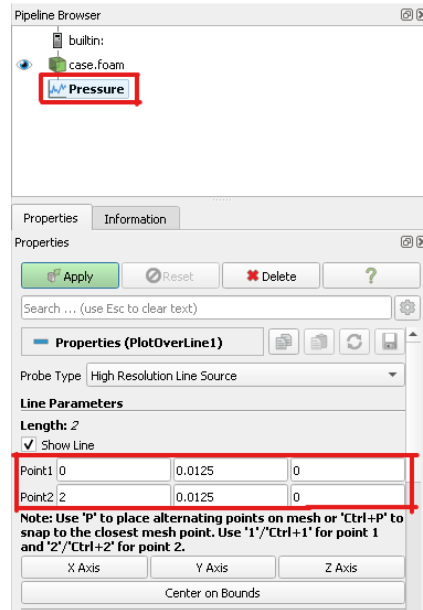 Pipeline Browser
builtin:
case.foam
Pressure
Properties Information
Properties
Apply Reset Delete ?
Search ... (use Esc to clear text)
Properties (PlotOverLine1)
Probe Type High Resolution Line Source
Line Parameters
Length: 2
Show Line
Point1 0 0.0125 0
Point2 2 0.0125 0
Note: Use 'P' to place alternating points on mesh or 'Ctrl+P' to
snap to the closest mesh point. Use '1'/'Ctrl+1' for point 1
and '2'/'Ctrl+2' for point 2.
X Axis Y Axis Z Axis
Center on Bounds